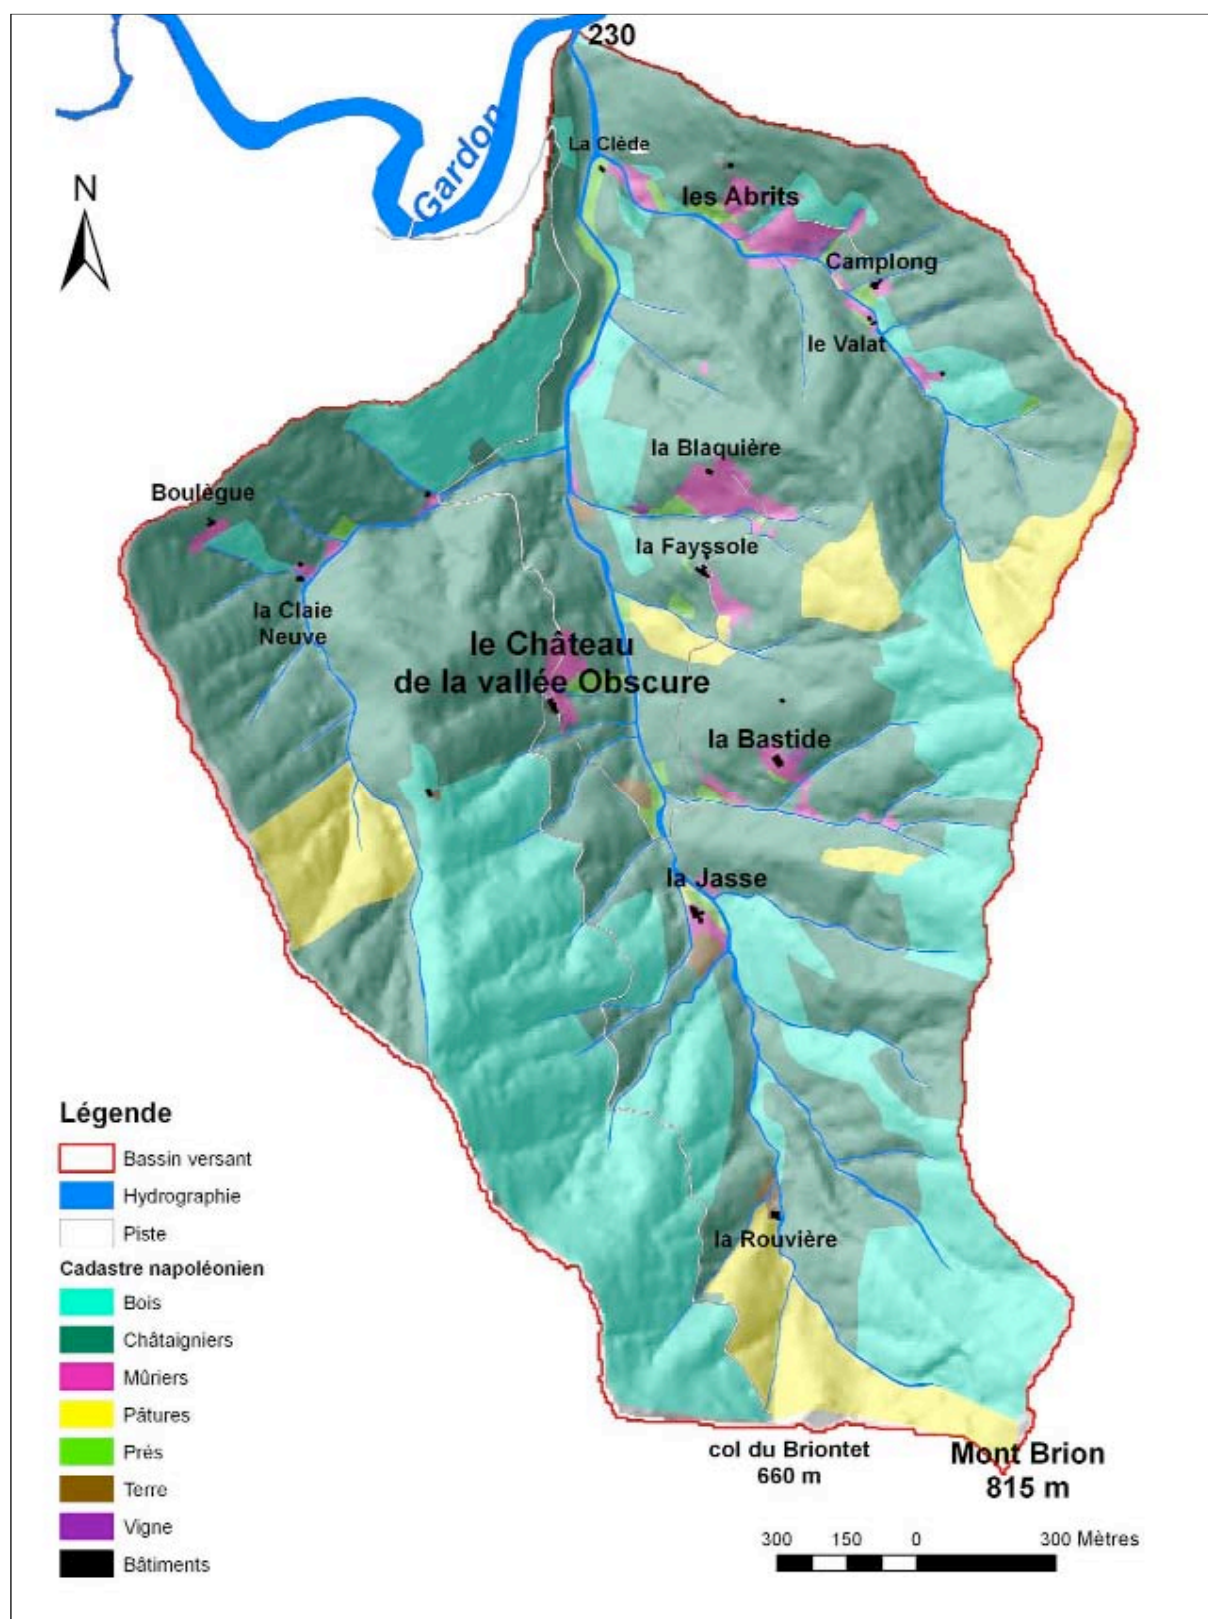 230
Gardon
La Clède
N
les Abrits
Camplong
le Valat
la Blaquière
Boulègue
la Fayssole
la Claie
Neuve
le Château
de la vallée Obscure
la Bastide
la Jasse
la Rouvière
Légende
Bassin versant
Hydrographie
Piste
Cadastre napoléonien
Bois
Châtaigniers
Mûriers
Pâtures
Prés
Terre
Vigne
Bâtiments
col du Briontet
660 m
Mont Brion
815 m
300 150 0 300 Mètres